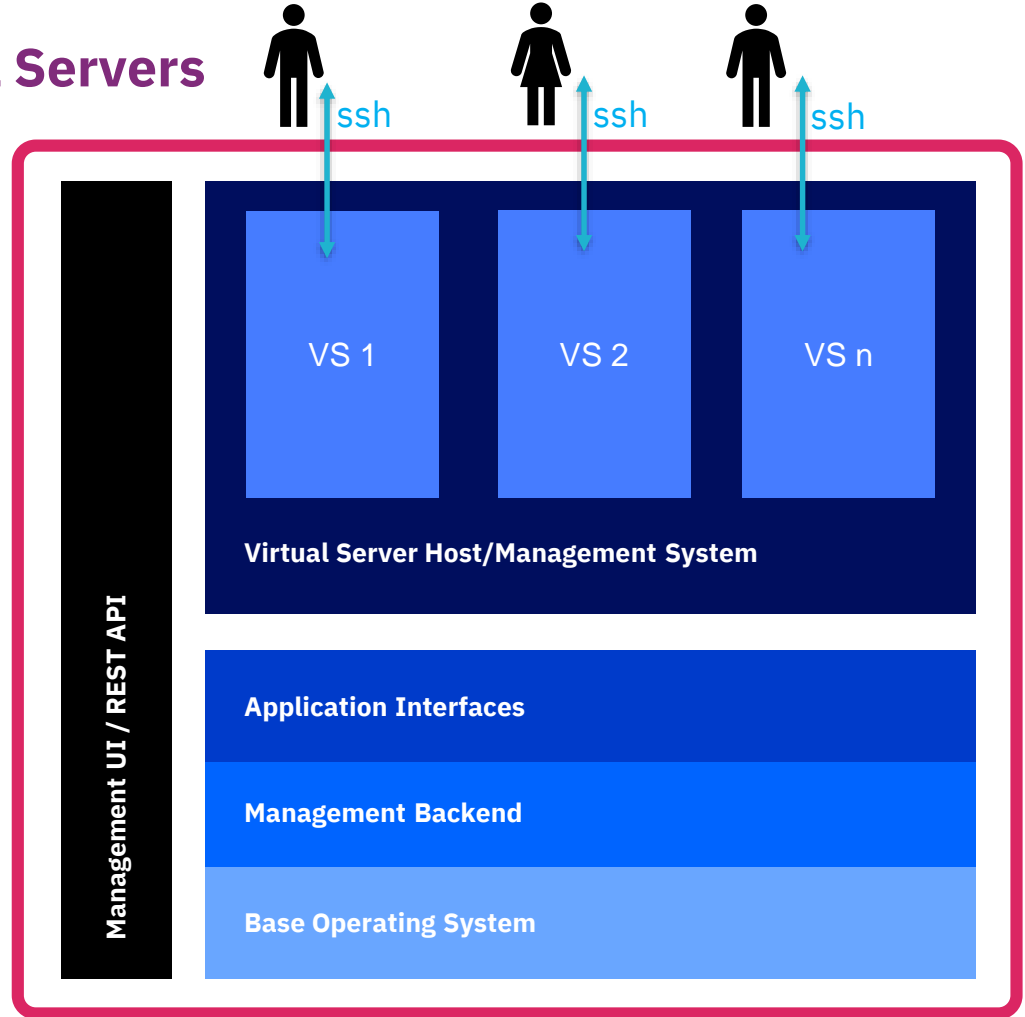 Servers
ssh
ssh
ssh
VS 1
VS 2
VS n
Virtual Server Host/Management System
Management UI / REST API
Application Interfaces
Management Backend
Base Operating System